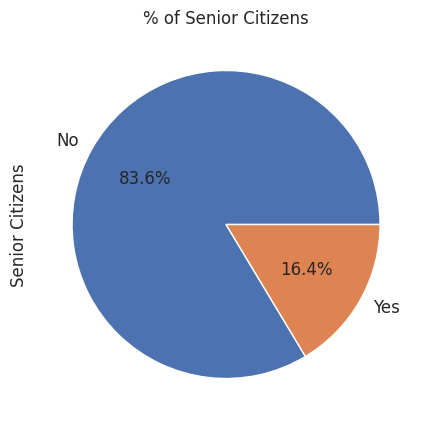 % of Senior Citizens
No
83.6%
Senior Citizens
16.4%
Yes